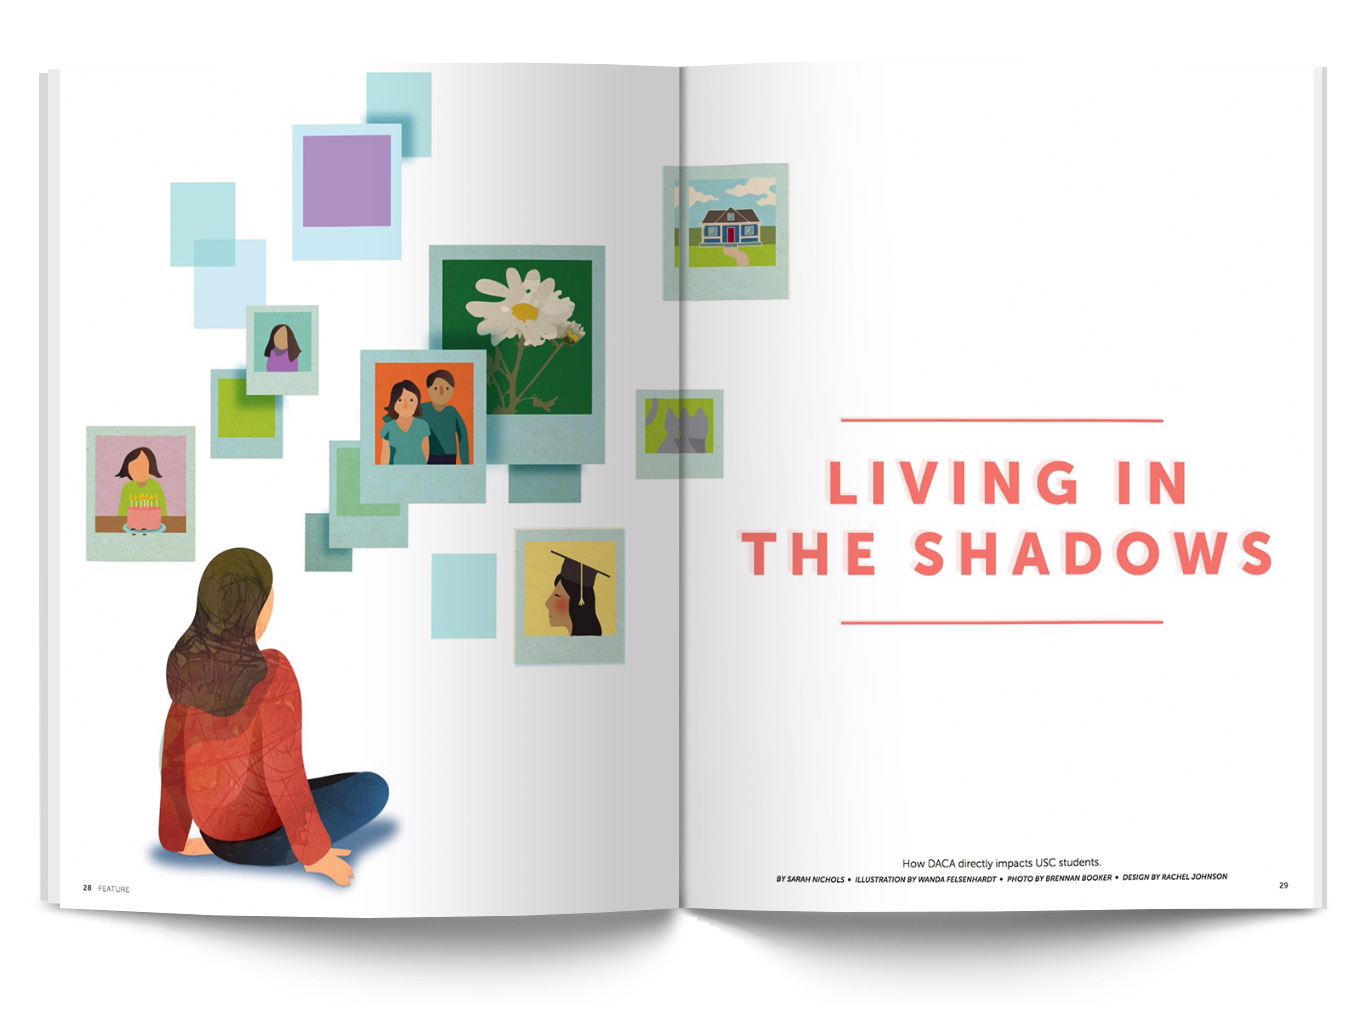 LIVING IN
THE SHADOWS
How DACA directly impacts USC students.
BY SARAH NICHOLS • ILLUSTRATION BY WANDA FELSENHARDT • PHOTO BY BRENNAN BOOKER • DESIGN BY RACHEL JOHNSON
28 FEATURE
29